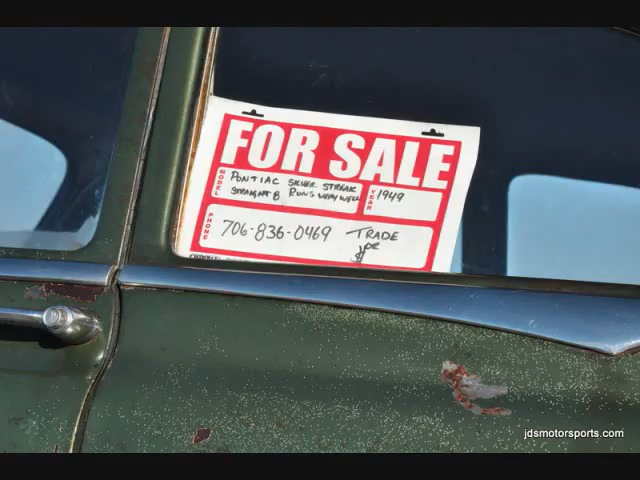 FOR SALE
MODEL
PONTIAC SILVER STREAK
STRAIGHT 8 RUNS VERY WELL
YEAR
1949
PHONE
706-836-0469
TRADE
OR
$
jdsmotorsports.com